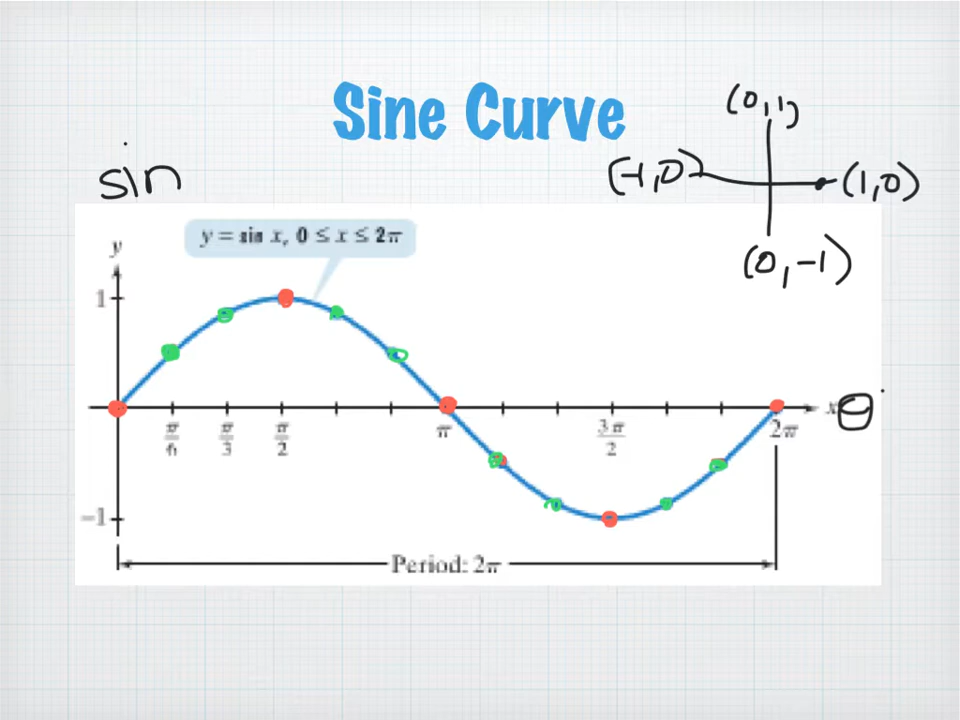 Sine Curve
(0,1)
sin
(-1,0)
(1,0)
y = sin x, 0 ≤ x ≤ 2π
(0,-1)
y
1
x θ
π/6 π/3 π/2 π 3π/2 2π
-1
Period: 2π